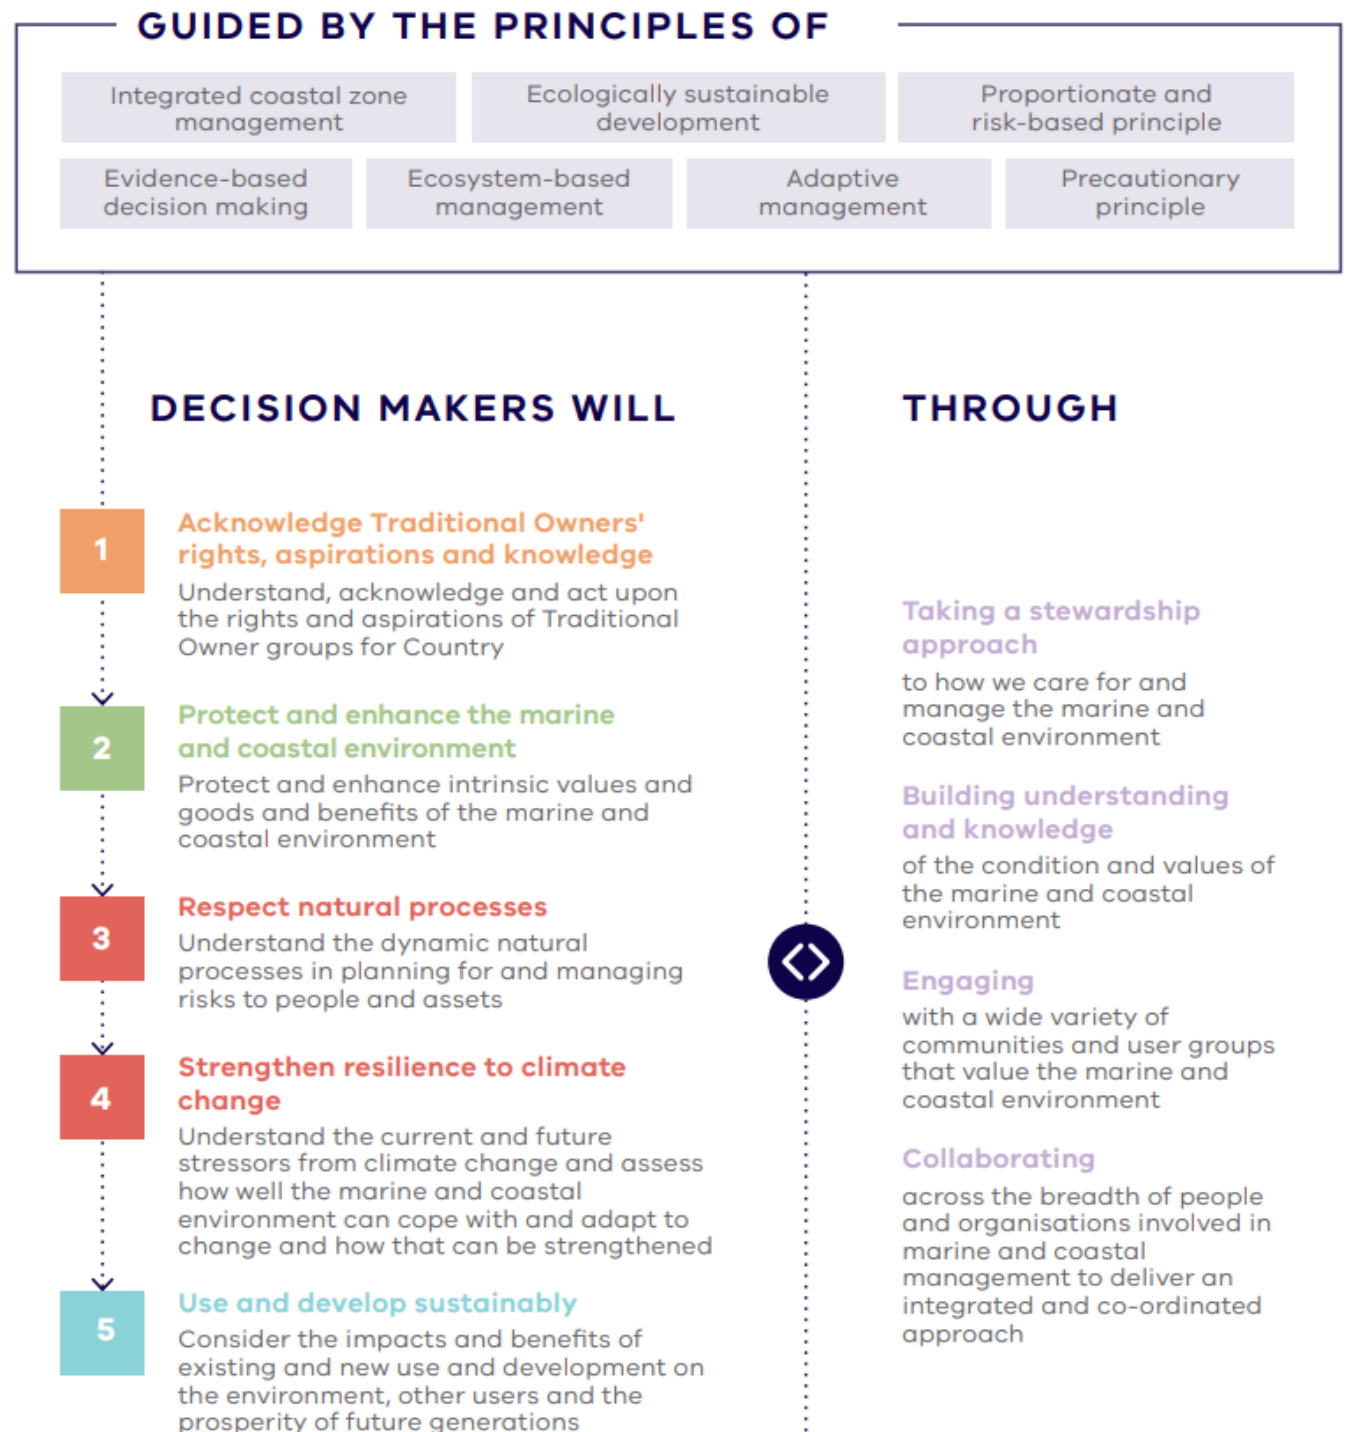 GUIDED BY THE PRINCIPLES OF
Integrated coastal zone
management
Ecologically sustainable
development
Proportionate and
risk-based principle
Evidence-based
decision making
Ecosystem-based
management
Adaptive
management
Precautionary
principle
DECISION MAKERS WILL
1
Acknowledge Traditional Owners'
rights, aspirations and knowledge
Understand, acknowledge and act upon
the rights and aspirations of Traditional
Owner groups for Country
2
Protect and enhance the marine
and coastal environment
Protect and enhance intrinsic values and
goods and benefits of the marine and
coastal environment
3
Respect natural processes
Understand the dynamic natural
processes in planning for and managing
risks to people and assets
4
Strengthen resilience to climate
change
Understand the current and future
stressors from climate change and assess
how well the marine and coastal
environment can cope with and adapt to
change and how that can be strengthened
5
Use and develop sustainably
Consider the impacts and benefits of
existing and new use and development on
the environment, other users and the
prosperity of future generations
THROUGH
Taking a stewardship
approach
to how we care for and
manage the marine and
coastal environment
Building understanding
and knowledge
of the condition and values of
the marine and coastal
environment
Engaging
with a wide variety of
communities and user groups
that value the marine and
coastal environment
Collaborating
across the breadth of people
and organisations involved in
marine and coastal
management to deliver an
integrated and co-ordinated
approach